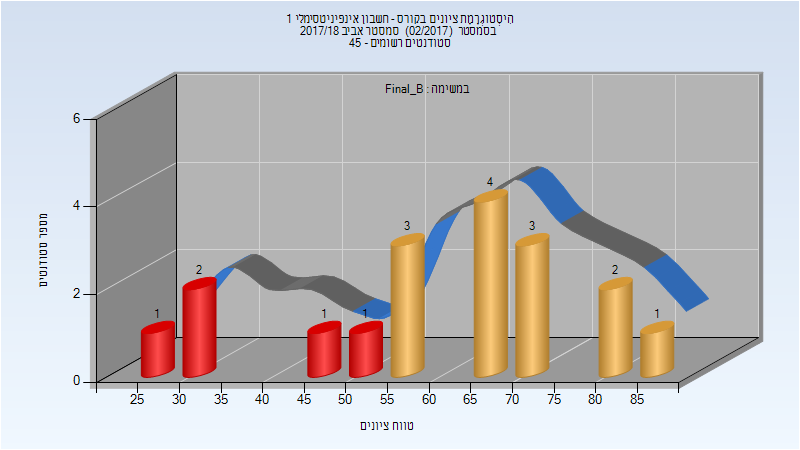 היסטוגרמת ציונים בקורס - חשבון אינפיניטסימלי 1
בסמסטר (02/2017) סמסטר אביב 2017/18
סטודנטים רשומים - 45
במשימה : Final_B
מספר סטודנטים
6
4
2
0
1
2
1
1
3
4
3
2
1
25 30 35 40 45 50 55 60 65 70 75 80 85
טווח ציונים